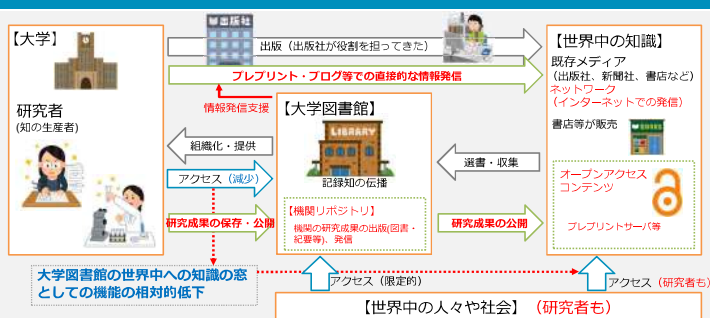 出版社
【大学】
出版（出版社が役割を担ってきた）
【世界中の知識】
プレプリント・ブログ等での直接的な情報発信
既存メディア
（出版社、新聞社、書店など）
ネットワーク
（インターネットでの発信）
研究者
(知の生産者)
情報発信支援
【大学図書館】
LIBRARY
書店等が販売
BOOKS
組織化・提供
選書・収集
アクセス（減少）
記録知の伝播
オープンアクセス
コンテンツ
【機関リポジトリ】
研究成果の保存・公開
機関の研究成果の出版(図書・
紀要等)、発信
研究成果の公開
プレプリントサーバ等
大学図書館の世界中への知識の窓
としての機能の相対的低下
アクセス（限定的）
アクセス（研究者も）
【世界中の人々や社会】（研究者も）